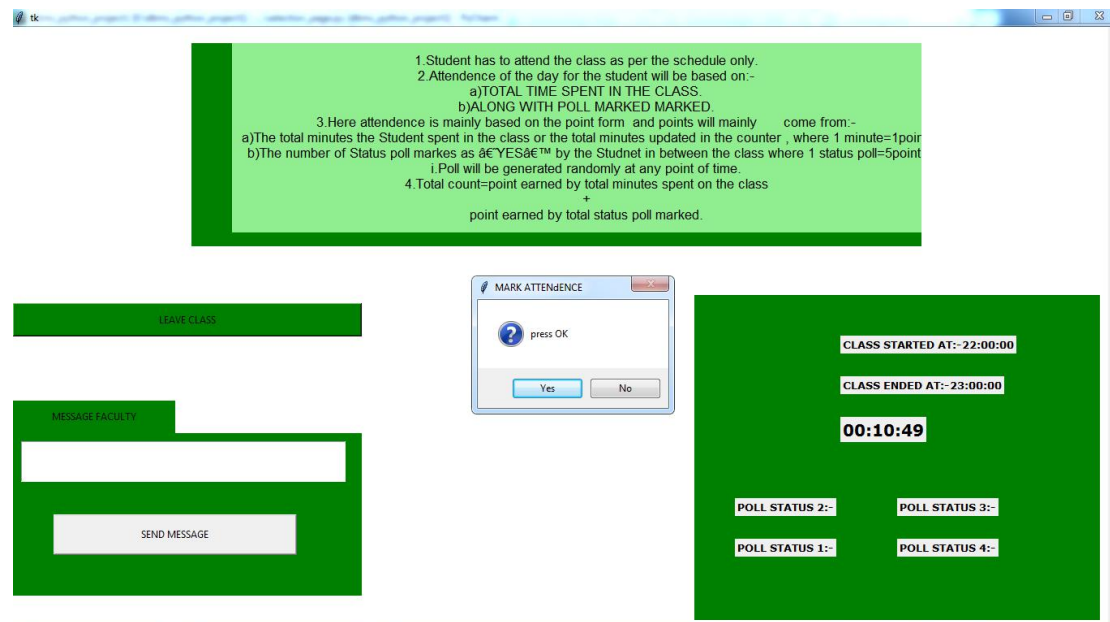 tk
1.Student has to attend the class as per the schedule only.
2.Attendence of the day for the student will be based on:-
a)TOTAL TIME SPENT IN THE CLASS.
b)ALONG WITH POLL MARKED MARKED.
3.Here attendence is mainly based on the point form and points will mainly come from:-
a)The total minutes the Student spent in the class or the total minutes updated in the counter , where 1 minute=1poir
b)The number of Status poll markes as â€˜YESâ€™ by the Studnet in between the class where 1 status poll=5point
i.Poll will be generated randomly at any point of time.
4.Total count=point earned by total minutes spent on the class
+
point earned by total status poll marked.
MARK ATTENdENCE
press OK
Yes No
LEAVE CLASS
MESSAGE FACULTY
SEND MESSAGE
CLASS STARTED AT:-22:00:00
CLASS ENDED AT:-23:00:00
00:10:49
POLL STATUS 2:- POLL STATUS 3:-
POLL STATUS 1:- POLL STATUS 4:-